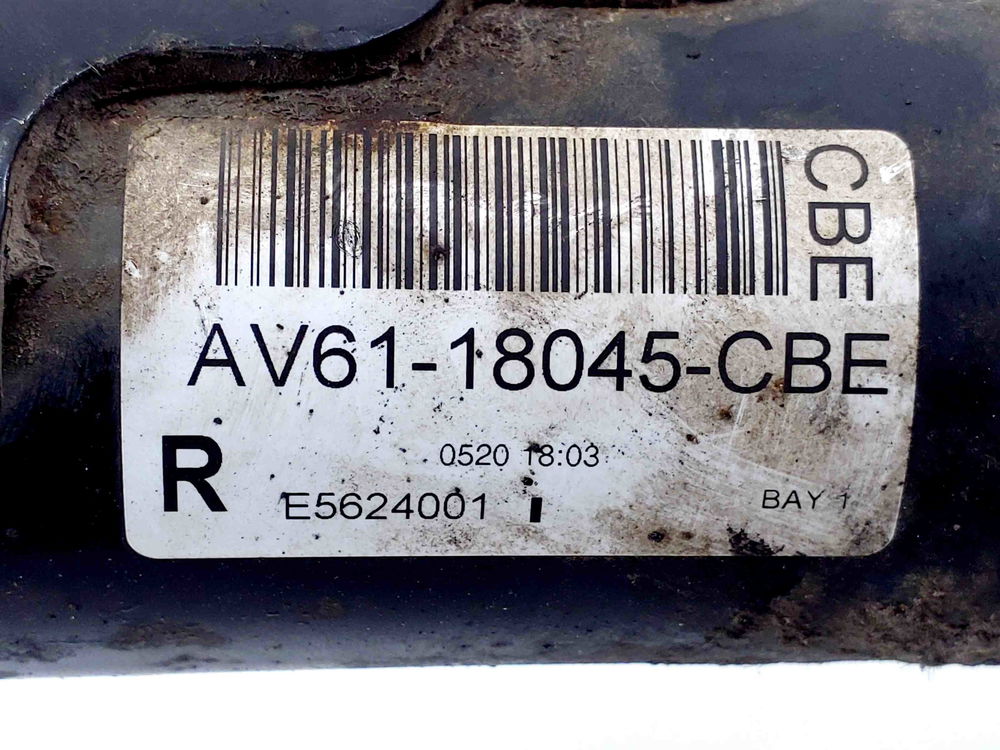 CBE
AV61-18045-CBE
R
0520 18:03
E5624001
BAY 1